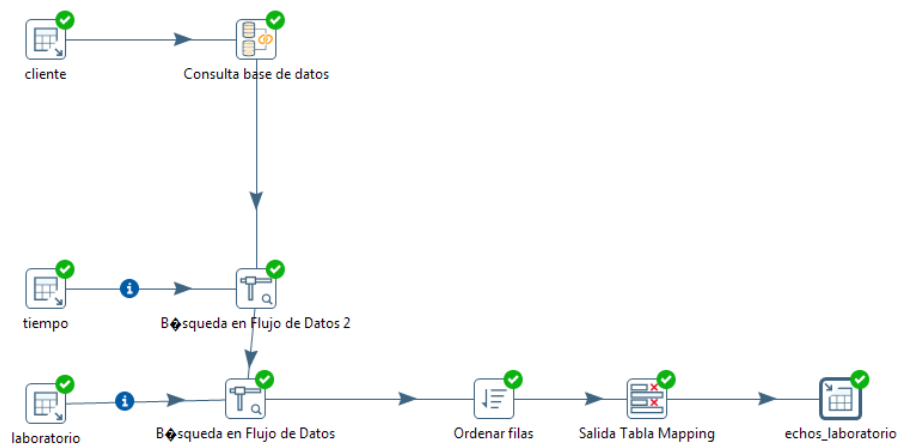 cliente
Consulta base de datos
tiempo
B�squeda en Flujo de Datos 2
laboratorio
B�squeda en Flujo de Datos
Ordenar filas
Salida Tabla Mapping
echos_laboratorio